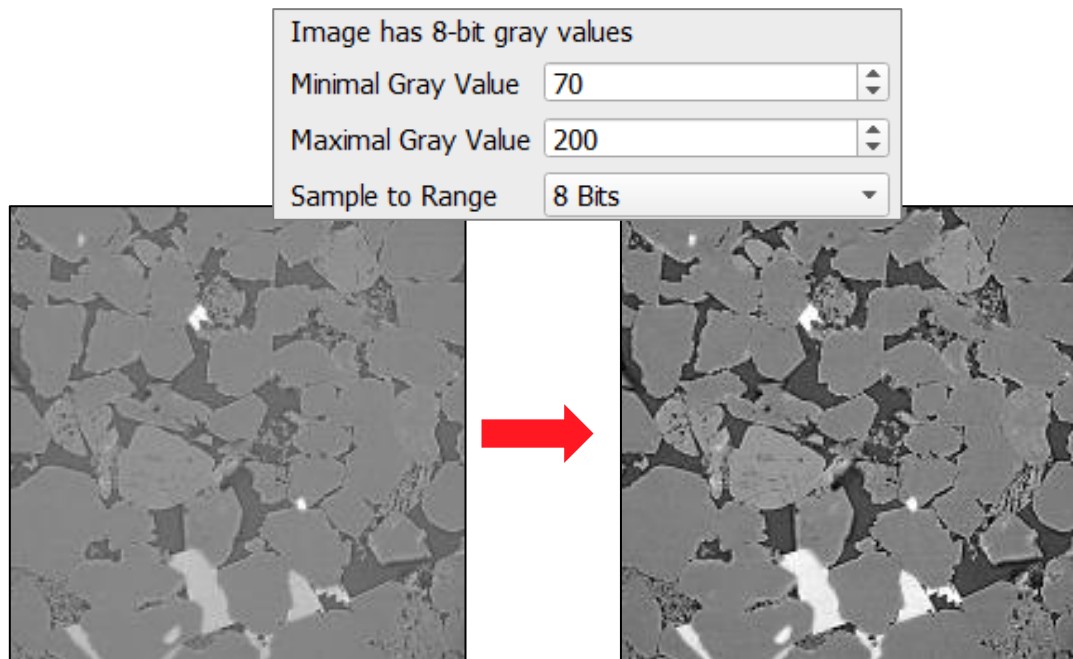 Image has 8-bit gray values
Minimal Gray Value 70
Maximal Gray Value 200
Sample to Range 8 Bits